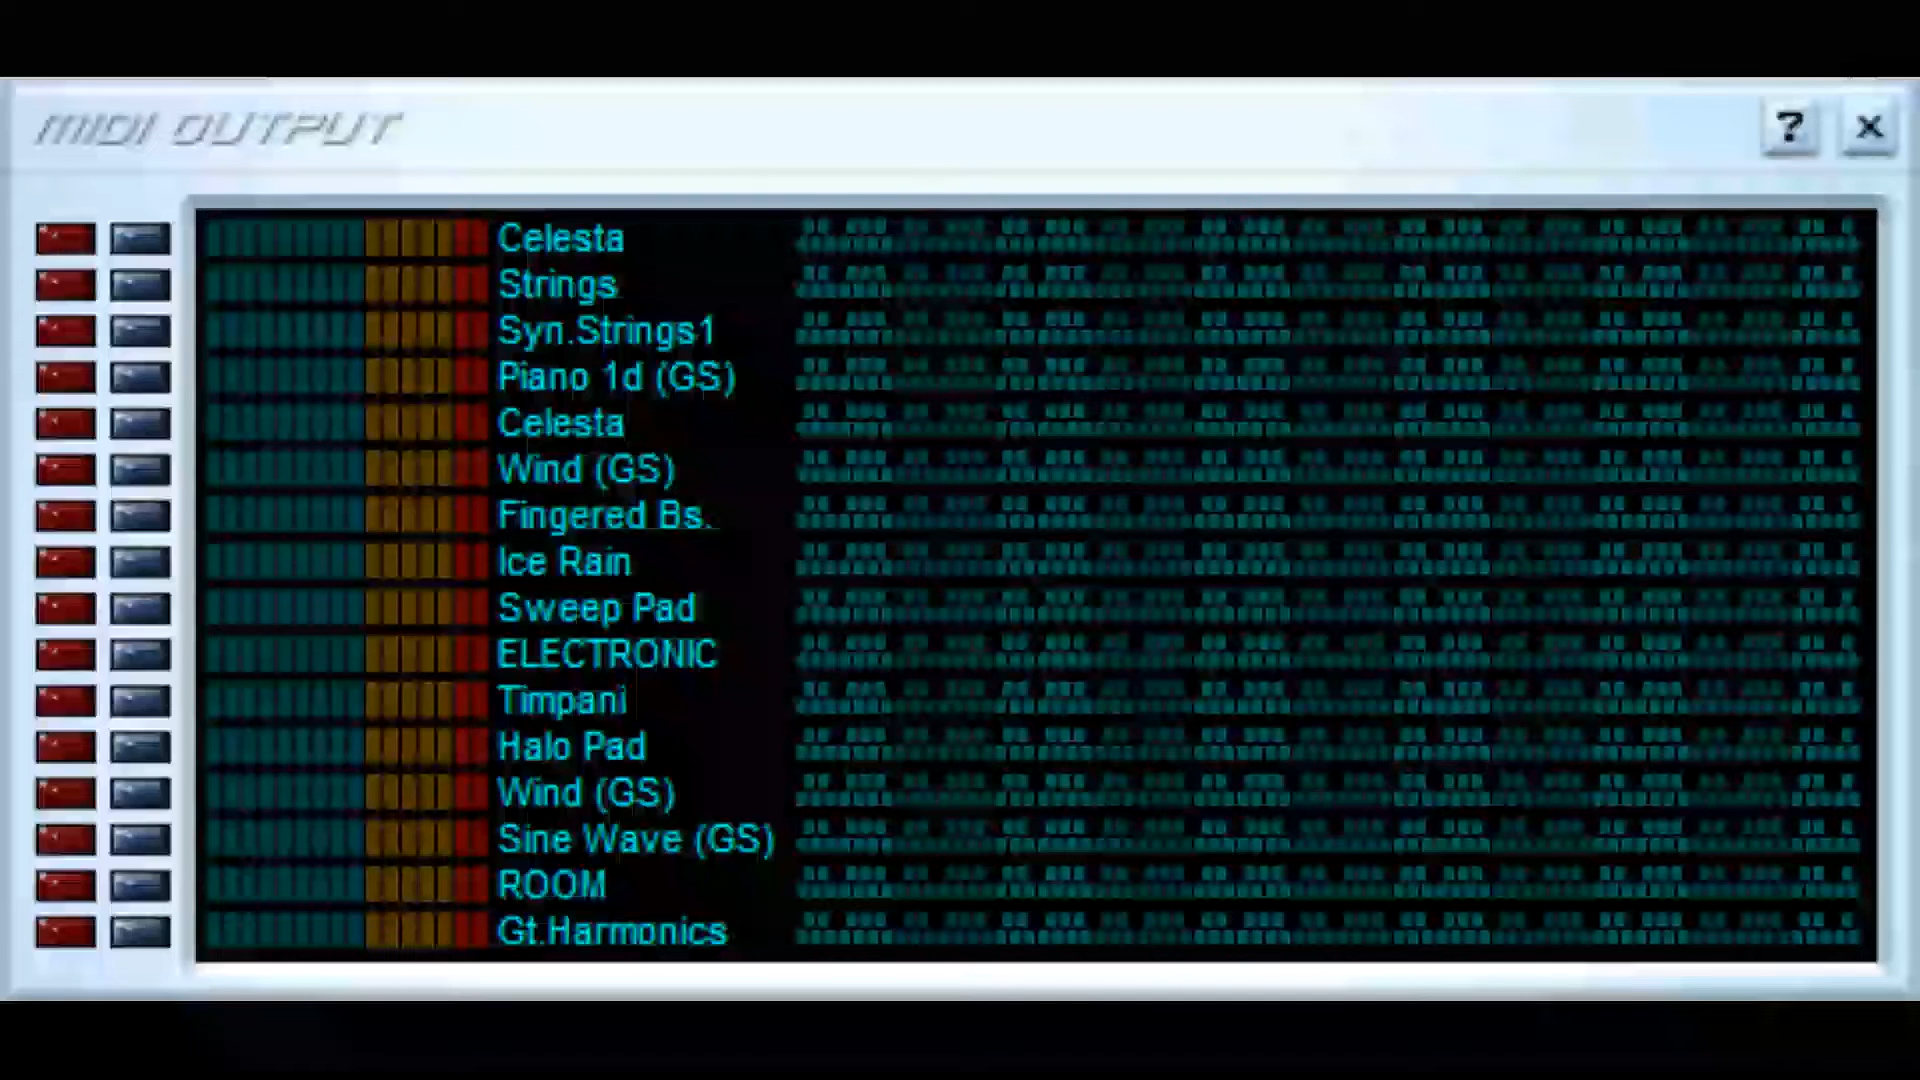 MIDI OUTPUT
? X
Celesta
Strings
Syn.Strings1
Piano 1d (GS)
Celesta
Wind (GS)
Fingered Bs.
Ice Rain
Sweep Pad
ELECTRONIC
Timpani
Halo Pad
Wind (GS)
Sine Wave (GS)
ROOM
Gt.Harmonics